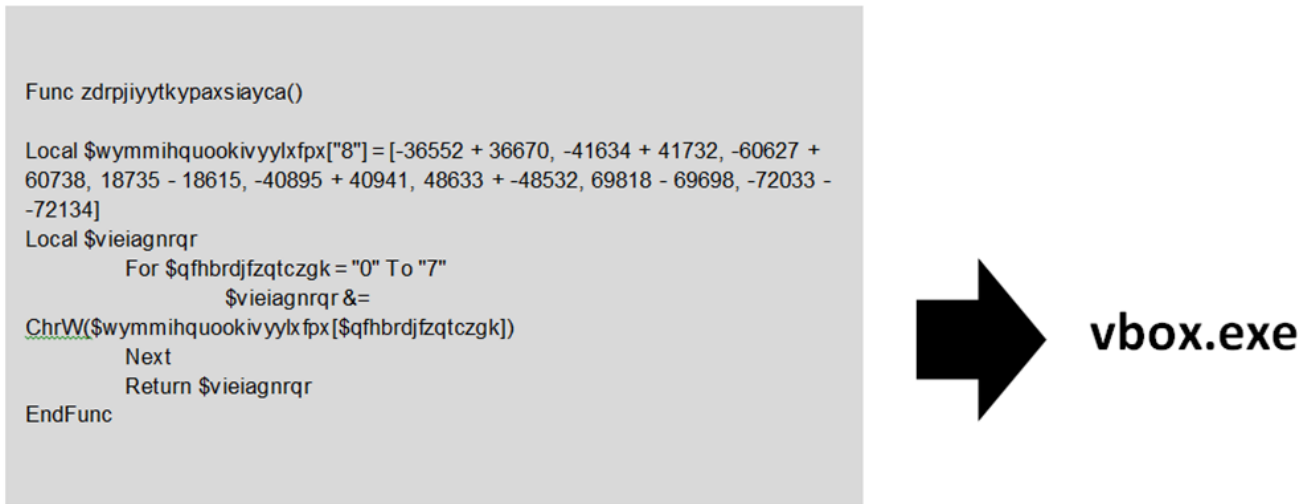 Func zdrpjiyytkypaxsiayca()
Local $wymmihquookivyylxfpx["8"] = [-36552 + 36670, -41634 + 41732, -60627 +
60738, 18735 - 18615, -40895 + 40941, 48633 + -48532, 69818 - 69698, -72033 -
-72134]
Local $vieiagnrqr
For $qfhbrdjfzqtczgk = "0" To "7"
$vieiagnrqr &=
ChrW($wymmihquookivyylxfpx[$qfhbrdjfzqtczgk])
Next
Return $vieiagnrqr
EndFunc
vbox.exe